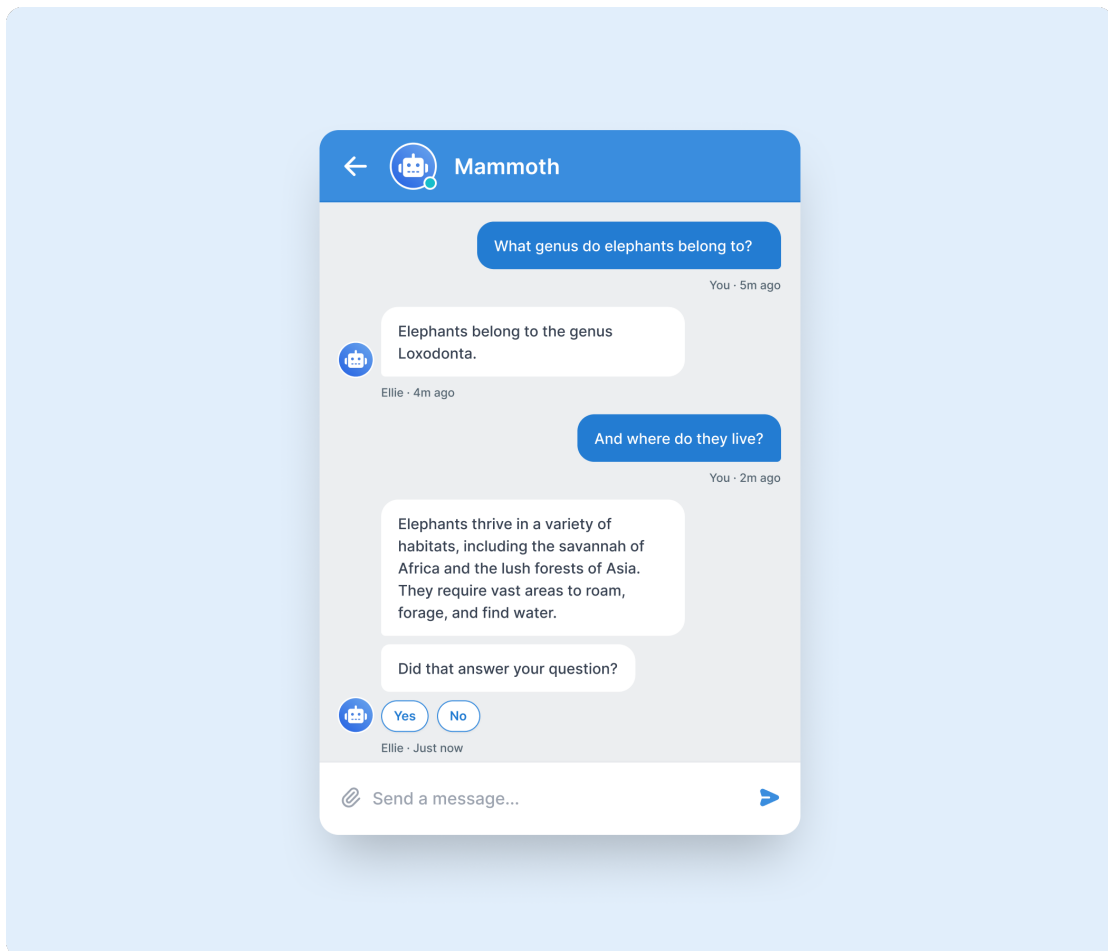 Mammoth
What genus do elephants belong to?
You · 5m ago
Elephants belong to the genus
Loxodonta.
Ellie · 4m ago
And where do they live?
You · 2m ago
Elephants thrive in a variety of
habitats, including the savannah of
Africa and the lush forests of Asia.
They require vast areas to roam,
forage, and find water.
Did that answer your question?
Yes No
Ellie · Just now
Send a message...